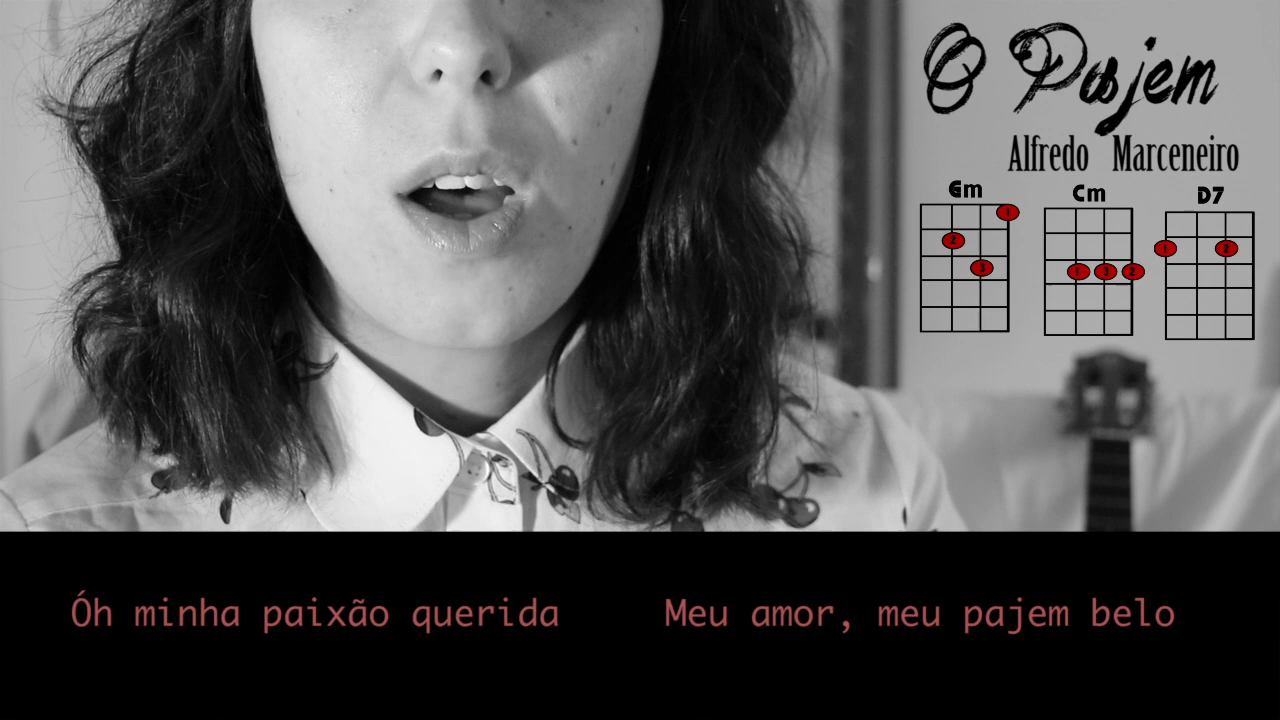 O Pajem
Alfredo Marceneiro
Gm Cm D7
1
2
3
1 3 2
1 2
Óh minha paixão querida
Meu amor, meu pajem belo